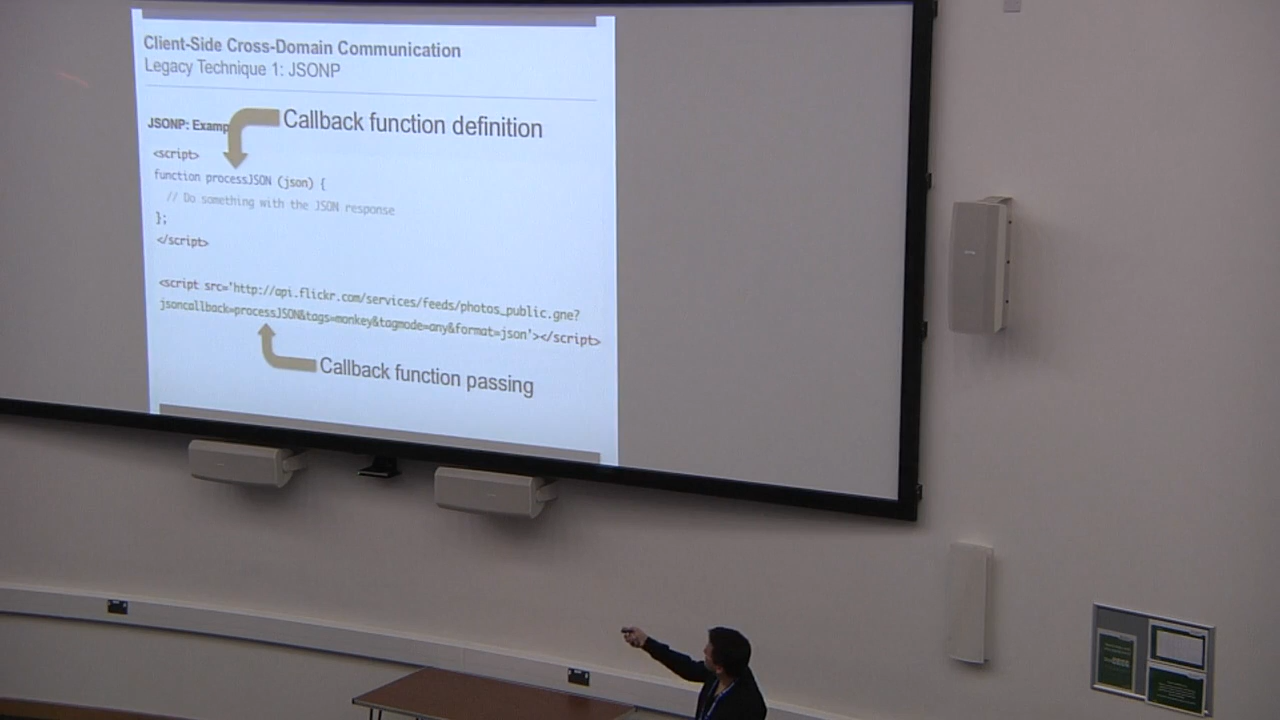 Client-Side Cross-Domain Communication
Legacy Technique 1: JSONP
JSONP: Examp
Callback function definition
<script>
function processJSON (json) {
// Do something with the JSON response
};
</script>
<script src='http://api.flickr.com/services/feeds/photos_public.gne?
jsoncallback=processJSON&tags=monkey&tagmode=any&format=json'></script>
Callback function passing